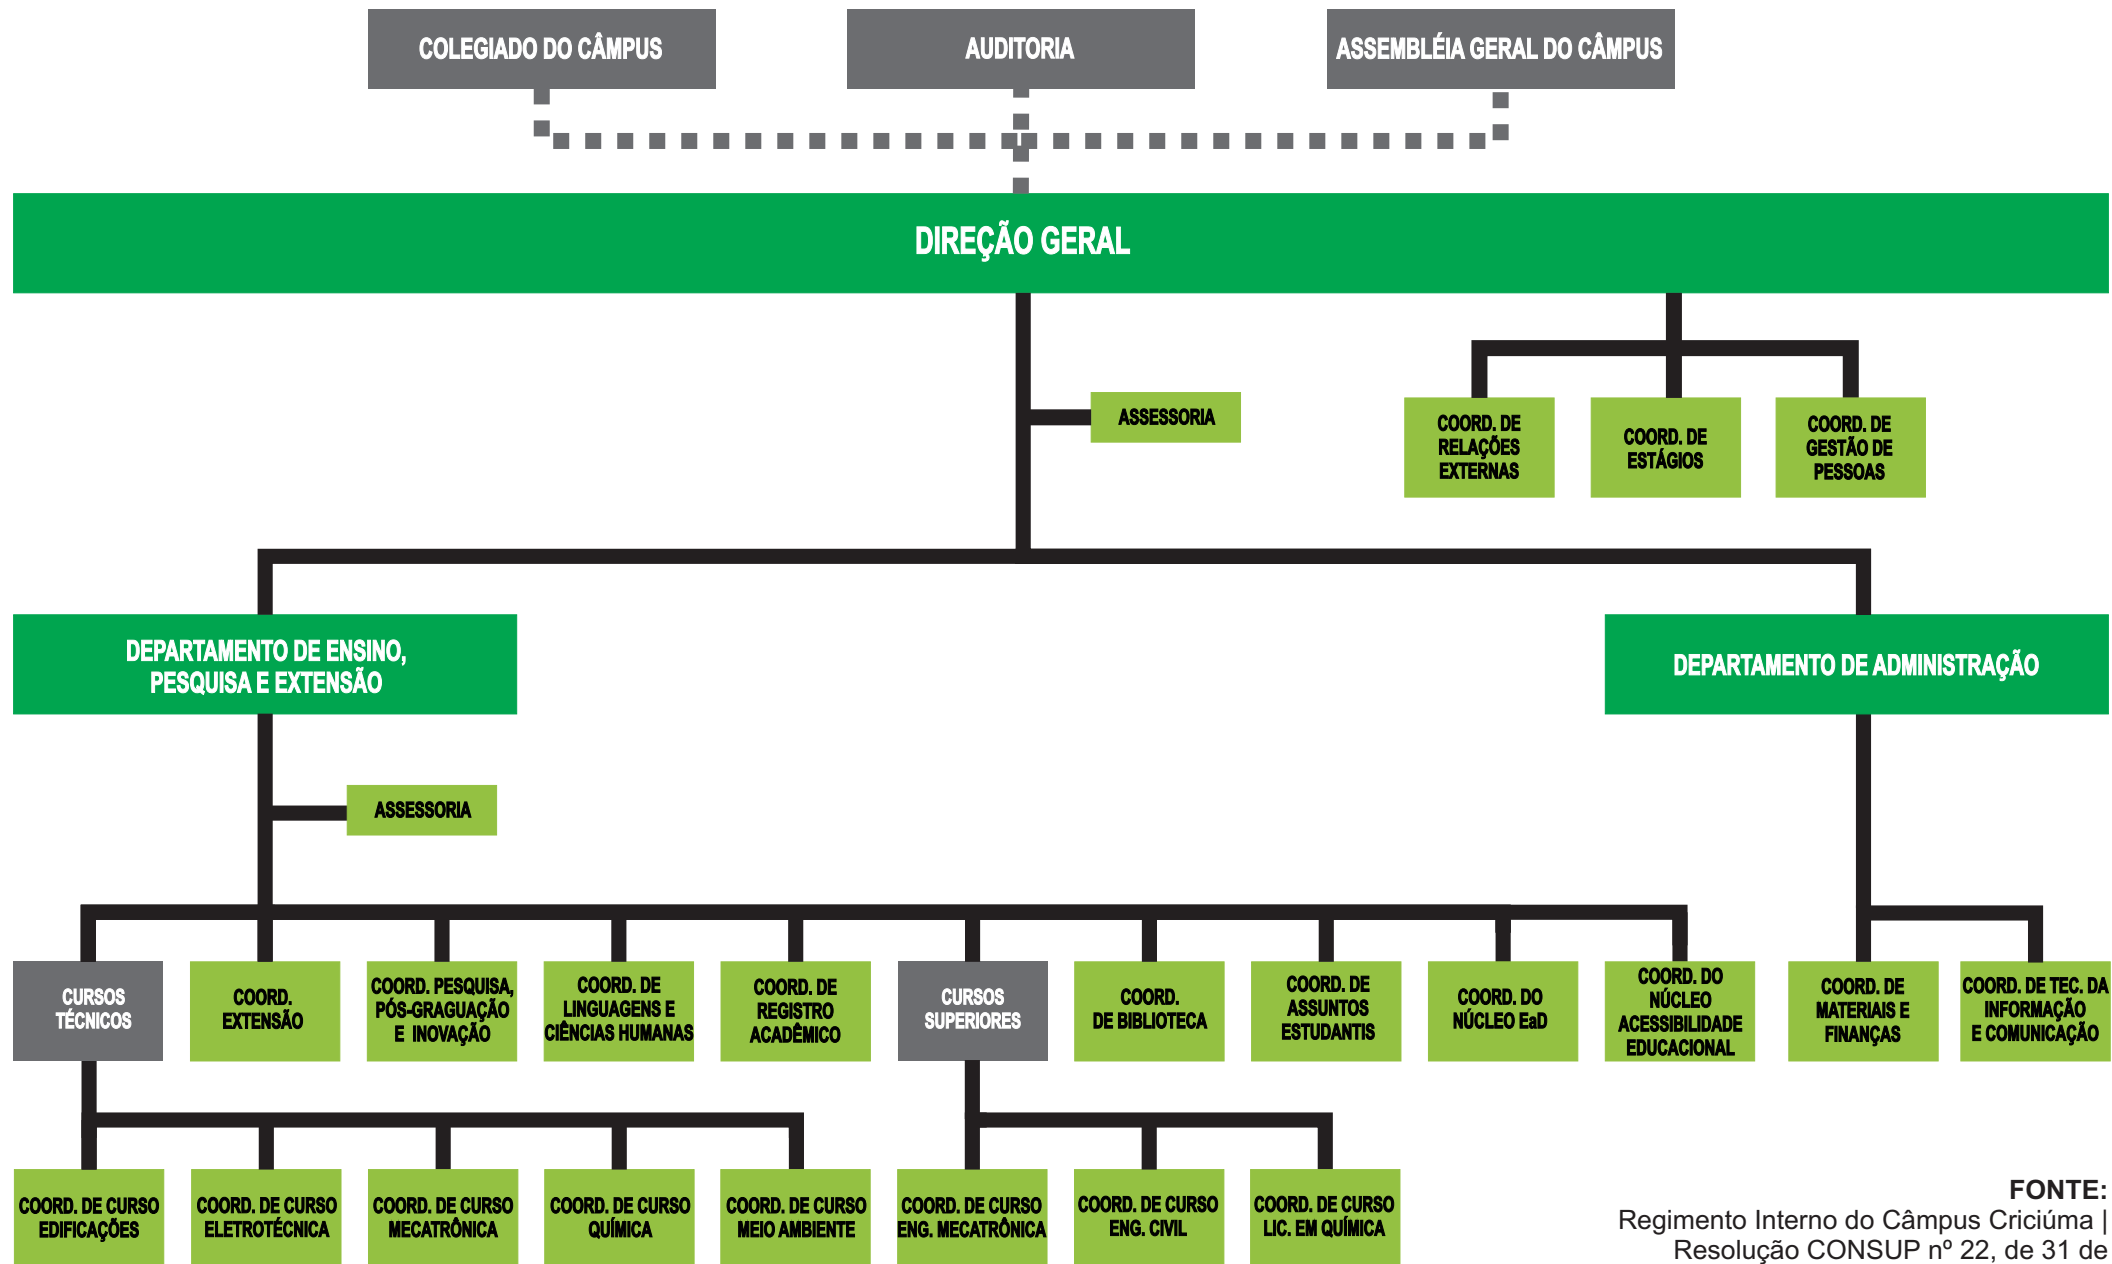 COLEGIADO DO CÂMPUS
AUDITORIA
ASSEMBLÉIA GERAL DO CÂMPUS
DIREÇÃO GERAL
ASSESSORIA
COORD. DE
RELAÇÕES
EXTERNAS
COORD. DE
ESTÁGIOS
COORD. DE
GESTÃO DE
PESSOAS
DEPARTAMENTO DE ENSINO,
PESQUISA E EXTENSÃO
DEPARTAMENTO DE ADMINISTRAÇÃO
ASSESSORIA
CURSOS
TÉCNICOS
COORD.
EXTENSÃO
COORD. PESQUISA,
PÓS-GRAGUAÇÃO
E INOVAÇÃO
COORD. DE
LINGUAGENS E
CIÊNCIAS HUMANAS
COORD. DE
REGISTRO
ACADÊMICO
CURSOS
SUPERIORES
COORD.
DE BIBLIOTECA
COORD. DE
ASSUNTOS
ESTUDANTIS
COORD. DO
NÚCLEO EaD
COORD. DO
NÚCLEO
ACESSIBILIDADE
EDUCACIONAL
COORD. DE
MATERIAIS E
FINANÇAS
COORD. DE TEC. DA
INFORMAÇÃO
E COMUNICAÇÃO
COORD. DE CURSO
EDIFICAÇÕES
COORD. DE CURSO
ELETROTÉCNICA
COORD. DE CURSO
MECATRÔNICA
COORD. DE CURSO
QUÍMICA
COORD. DE CURSO
MEIO AMBIENTE
COORD. DE CURSO
ENG. MECATRÔNICA
COORD. DE CURSO
ENG. CIVIL
COORD. DE CURSO
LIC. EM QUÍMICA
FONTE:
Regimento Interno do Câmpus Criciúma |
Resolução CONSUP nº 22, de 31 de